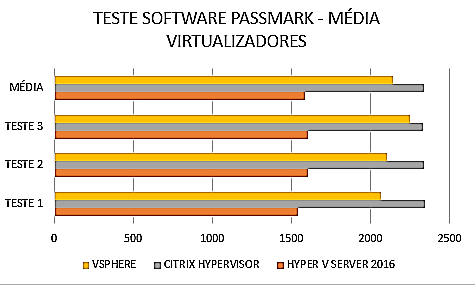 TESTE SOFTWARE PASSMARK - MÉDIA
VIRTUALIZADORES
MÉDIA
TESTE 3
TESTE 2
TESTE 1
0 500 1000 1500 2000 2500
VSPHERE CITRIX HYPERVISOR HYPER V SERVER 2016